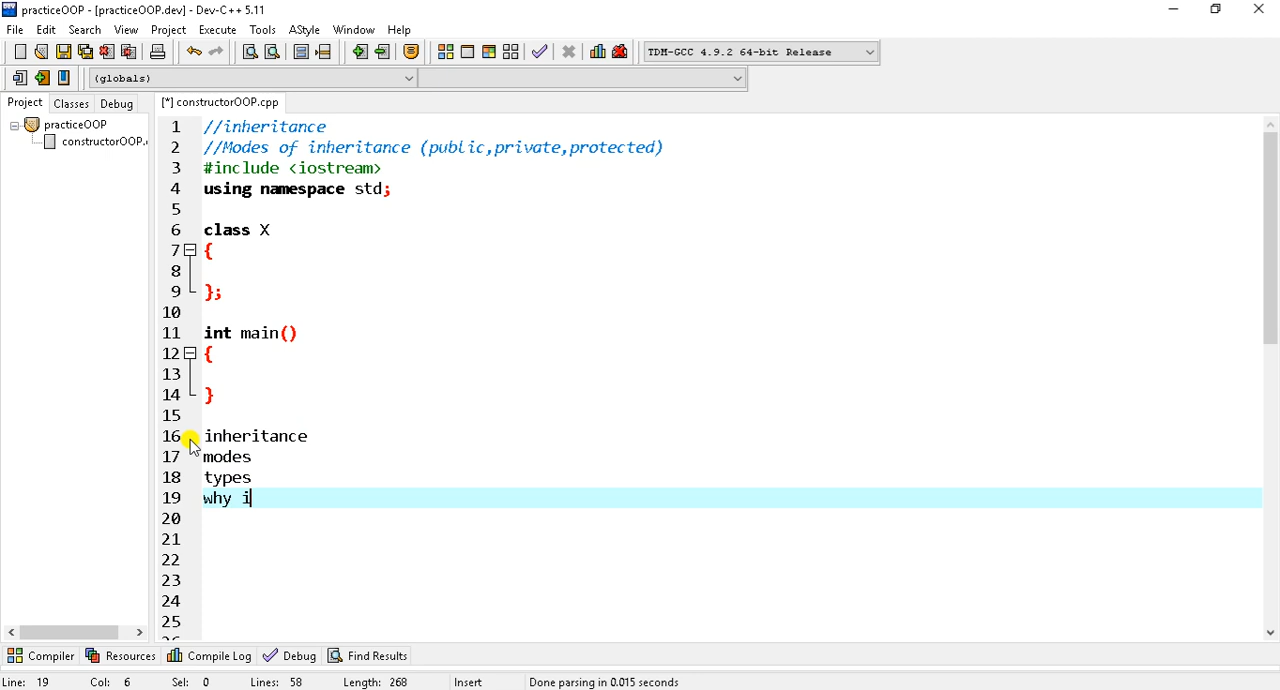 practiceOOP - [practiceOOP.dev] - Dev-C++ 5.11
File Edit Search View Project Execute Tools AStyle Window Help
TDM-GCC 4.9.2 64-bit Release
(globals)
Project Classes Debug
[*] constructorOOP.cpp
practiceOOP
constructorOOP.
1 //inheritance
2 //Modes of inheritance (public,private,protected)
3 #include <iostream>
4 using namespace std;
5
6 class X
7 {
8
9 };
10
11 int main()
12 {
13
14 }
15
16 inheritance
17 modes
18 types
19 why i
20
21
22
23
24
25
Compiler Resources Compile Log Debug Find Results
Line: 19 Col: 6 Sel: 0 Lines: 58 Length: 268 Insert Done parsing in 0.015 seconds